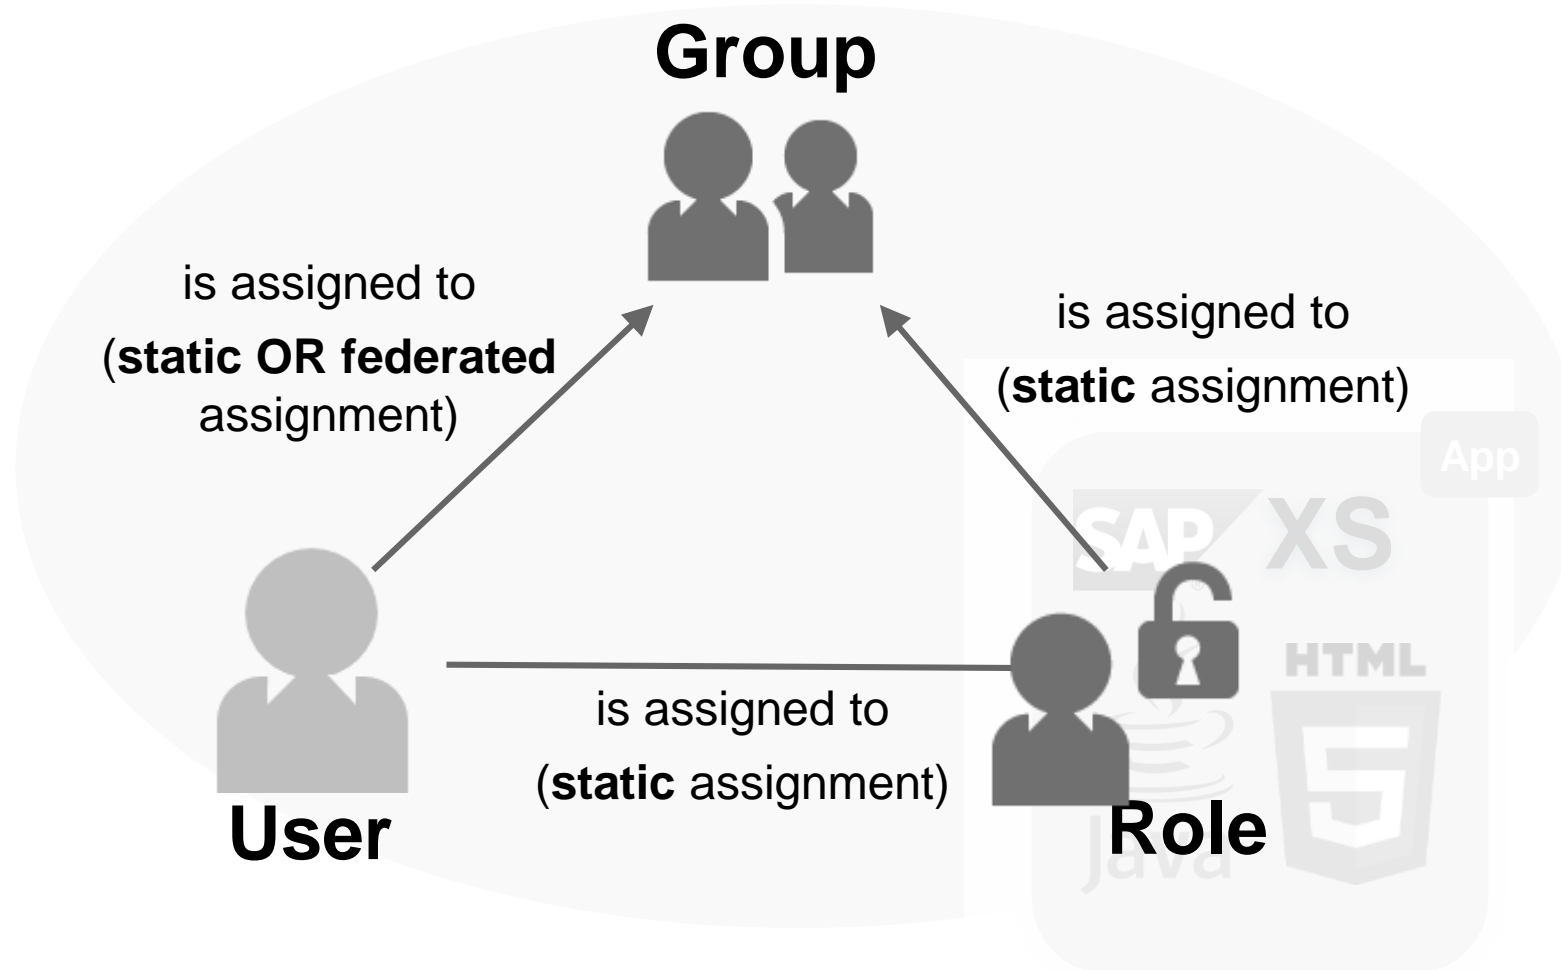 Group
is assigned to
(static OR federated
assignment)
is assigned to
(static assignment)
App
SAP
®
XS
HTML
is assigned to
(static assignment)
User
Role
Java